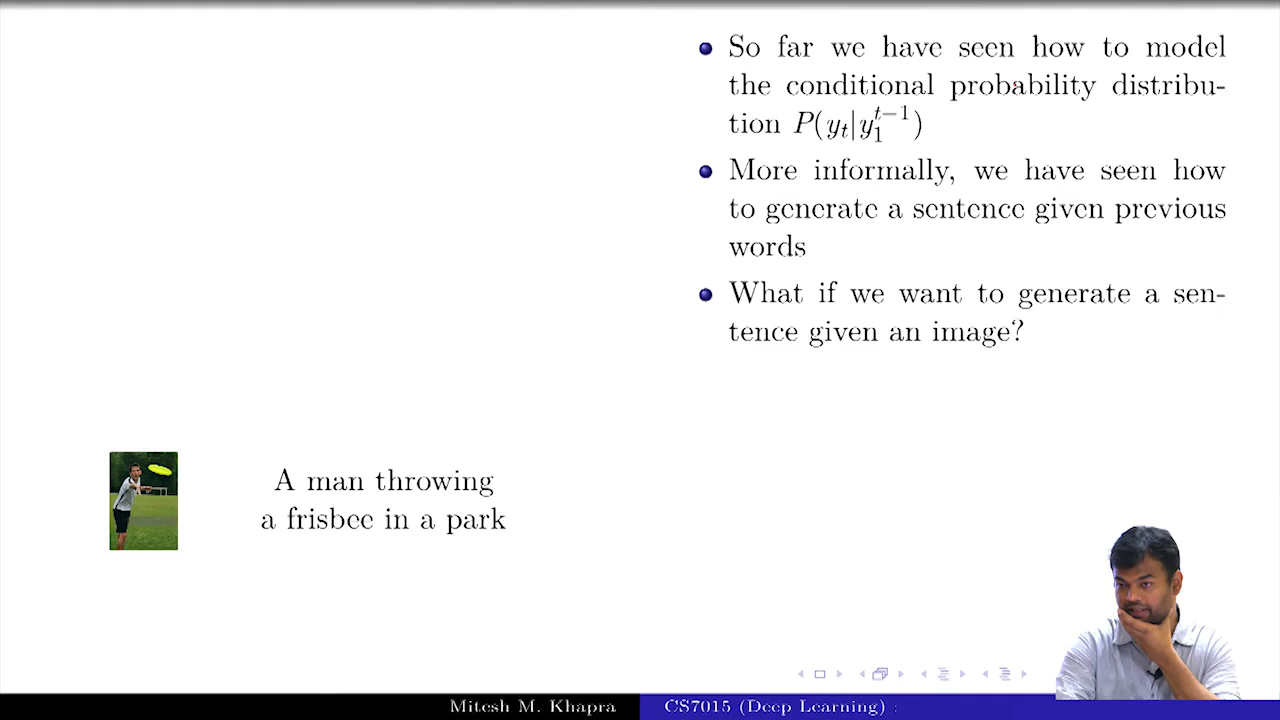 So far we have seen how to model
the conditional probability distribu-
tion P(y_t|y_1^{t-1})
More informally, we have seen how
to generate a sentence given previous
words
What if we want to generate a sen-
tence given an image?
A man throwing
a frisbee in a park
Mitesh M. Khapra
CS7015 (Deep Learning) :